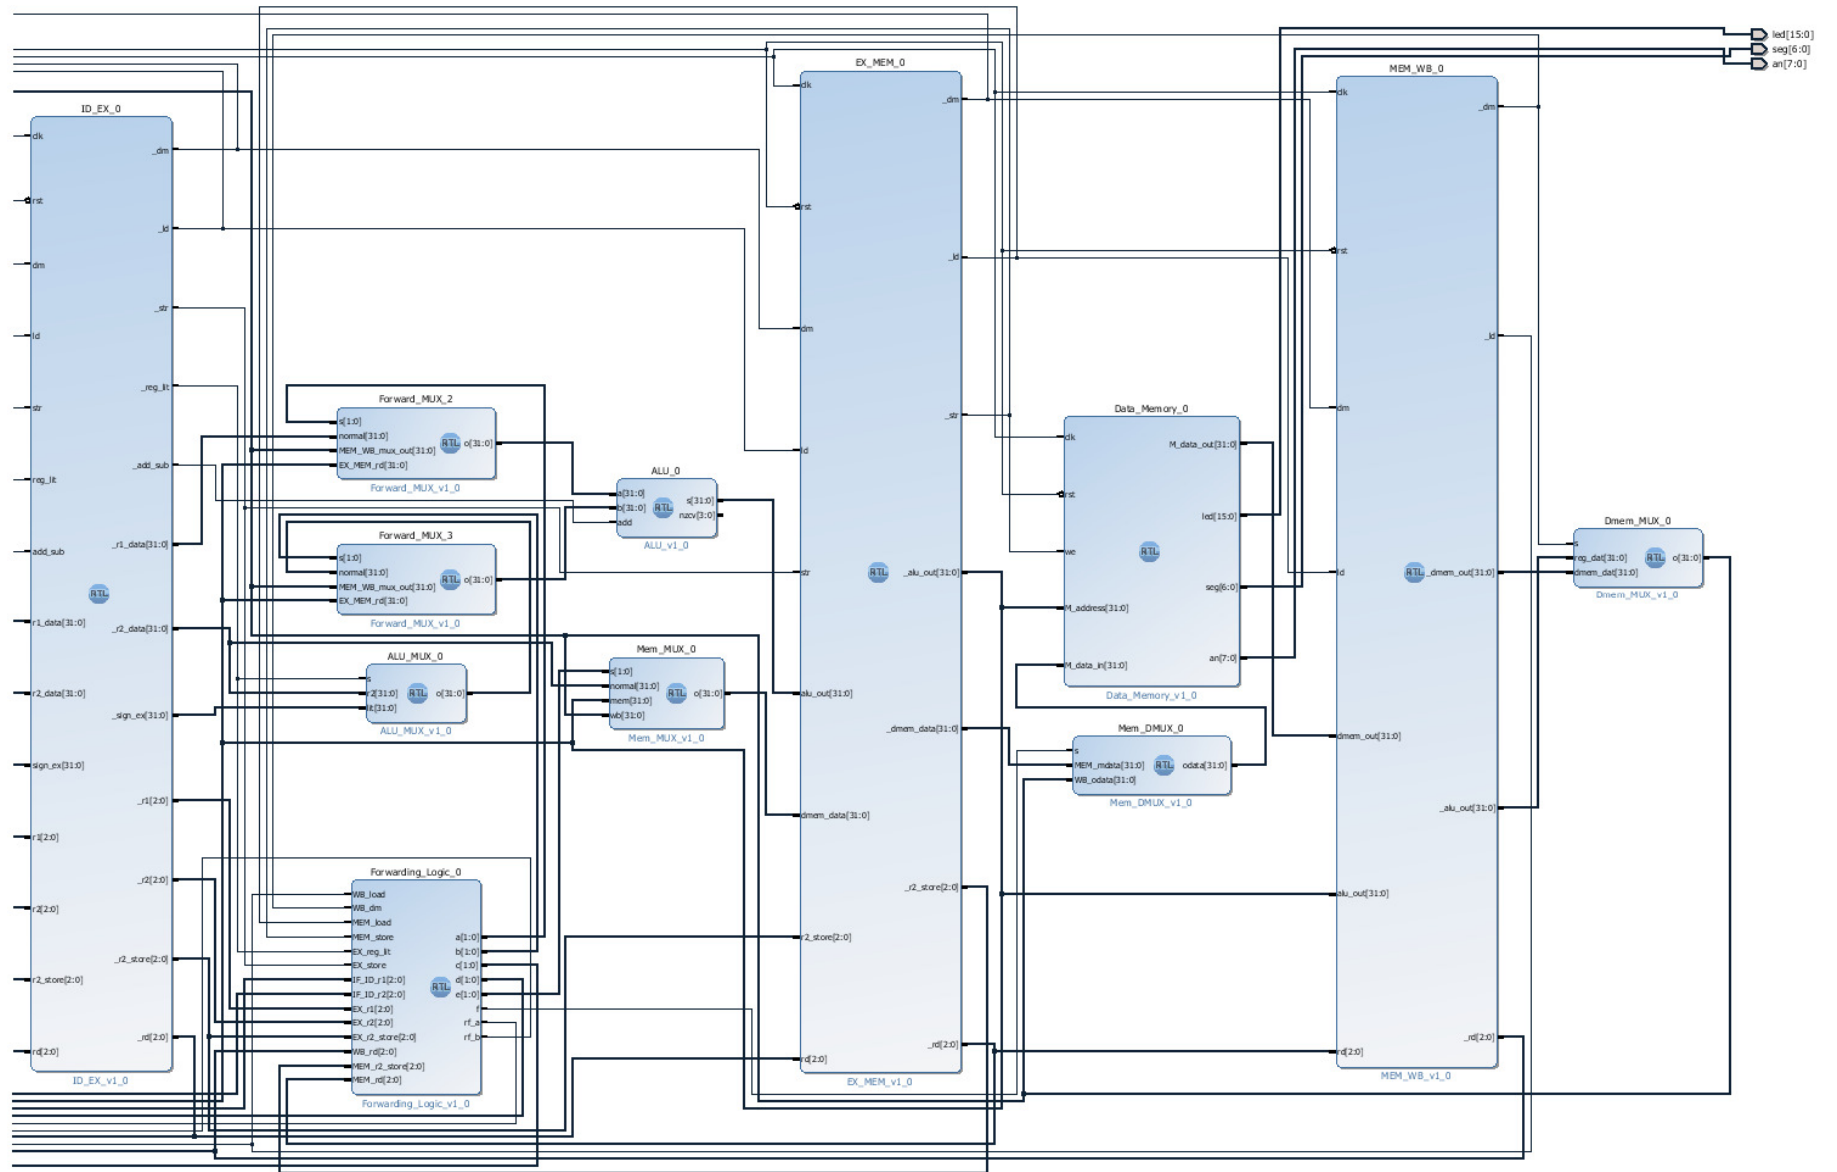 led[15:0]
seg[6:0]
an[7:0]
ID_EX_0
clk
rst
dm
ld
str
reg_lit
add_sub
r1_data[31:0]
r2_data[31:0]
sign_ex[31:0]
r1[2:0]
r2[2:0]
r2_store[2:0]
rd[2:0]
_dm
_ld
_str
_reg_lit
_add_sub
_r1_data[31:0]
RTL
_r2_data[31:0]
_sign_ex[31:0]
_r1[2:0]
_r2[2:0]
_r2_store[2:0]
_rd[2:0]
ID_EX_v1_0
Forward_MUX_2
s[1:0]
normal[31:0]
MEM_WB_mux_out[31:0]
EX_MEM_rd[31:0]
RTL
o[31:0]
Forward_MUX_v1_0
Forward_MUX_3
s[1:0]
normal[31:0]
MEM_WB_mux_out[31:0]
EX_MEM_rd[31:0]
RTL
o[31:0]
Forward_MUX_v1_0
ALU_MUX_0
s
r2[31:0]
lit[31:0]
RTL
o[31:0]
ALU_MUX_v1_0
Forwarding_Logic_0
WB_load
WB_dm
MEM_load
MEM_store
EX_reg_lit
EX_store
IF_ID_r1[2:0]
IF_ID_r2[2:0]
EX_r1[2:0]
EX_r2[2:0]
EX_r2_store[2:0]
WB_rd[2:0]
MEM_r2_store[2:0]
MEM_rd[2:0]
RTL
a[1:0]
b[1:0]
c[1:0]
d[1:0]
e[1:0]
f
rf_a
rf_b
Forwarding_Logic_v1_0
ALU_0
a[31:0]
b[31:0]
add
RTL
s[31:0]
nzcv[3:0]
ALU_v1_0
Mem_MUX_0
s[1:0]
normal[31:0]
mem[31:0]
wb[31:0]
RTL
o[31:0]
Mem_MUX_v1_0
EX_MEM_0
clk
rst
dm
ld
str
alu_out[31:0]
dmem_data[31:0]
r2_store[2:0]
rd[2:0]
RTL
_dm
_ld
_str
_alu_out[31:0]
_dmem_data[31:0]
_r2_store[2:0]
_rd[2:0]
EX_MEM_v1_0
Data_Memory_0
clk
rst
we
M_address[31:0]
M_data_in[31:0]
RTL
M_data_out[31:0]
led[15:0]
seg[6:0]
an[7:0]
Data_Memory_v1_0
Mem_DMUX_0
s
MEM_mdata[31:0]
WB_odata[31:0]
RTL
odata[31:0]
Mem_DMUX_v1_0
MEM_WB_0
clk
rst
dm
ld
dmem_out[31:0]
alu_out[31:0]
rd[2:0]
RTL
_dm
_ld
_dmem_out[31:0]
_alu_out[31:0]
_rd[2:0]
MEM_WB_v1_0
Dmem_MUX_0
s
reg_dat[31:0]
dmem_dat[31:0]
RTL
o[31:0]
Dmem_MUX_v1_0